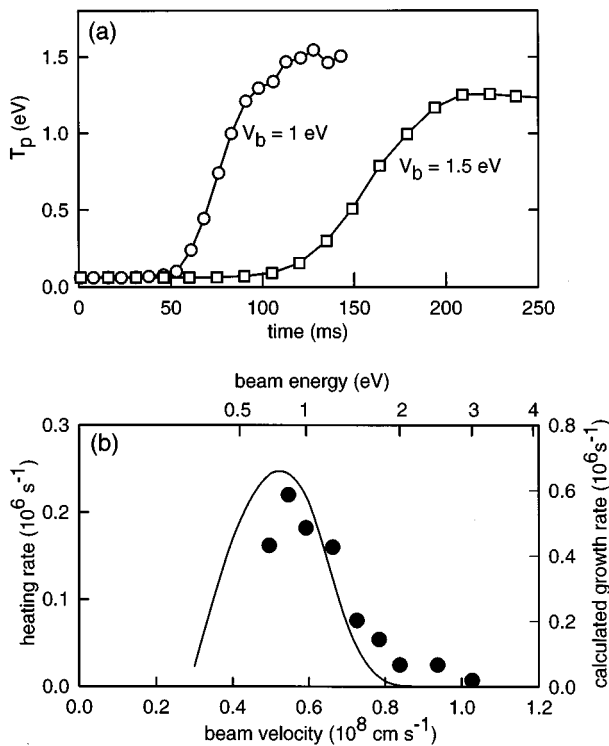 (a)
1.5
1.0
0.5
0.0
T_p (eV)
V_b = 1 eV
V_b = 1.5 eV
0 50 100 150 200 250
time (ms)
beam energy (eV)
0.5 1 2 3 4
(b)
0.3
0.2
0.1
0.0
heating rate (10^6 s^-1)
0.8
0.6
0.4
0.2
0.0
calculated growth rate (10^6s^-1)
0.0 0.2 0.4 0.6 0.8 1.0 1.2
beam velocity (10^8 cm s^-1)